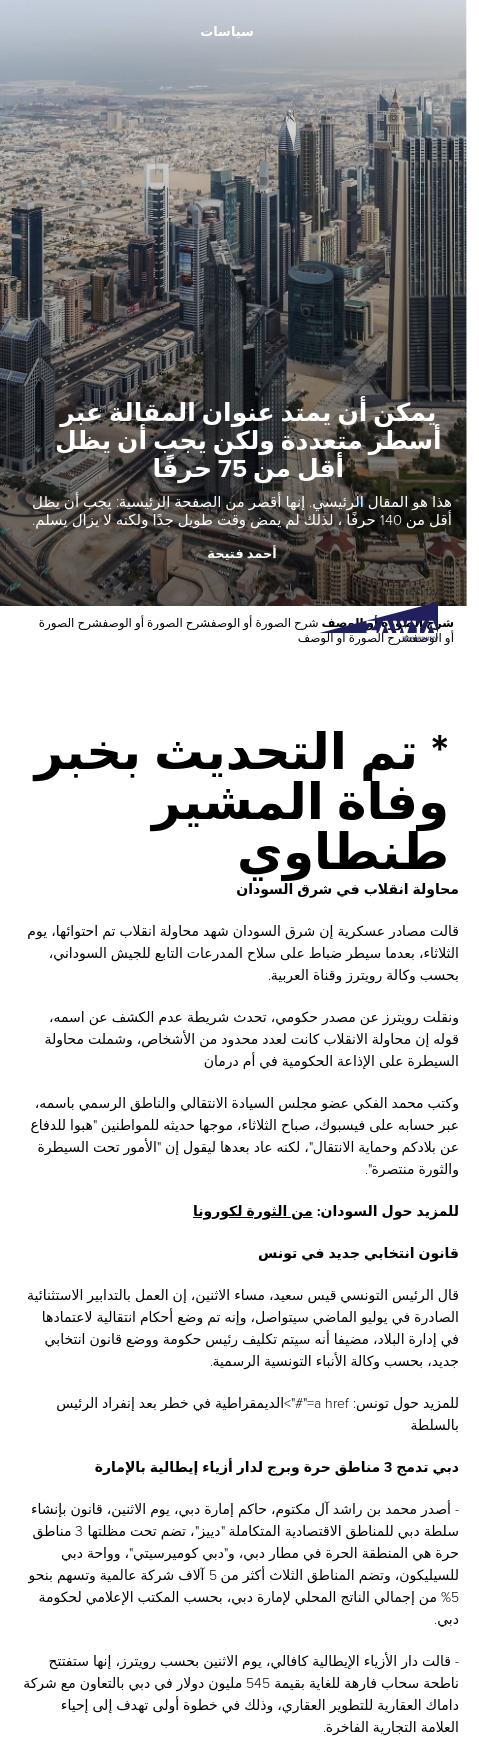 سياسات
يمكن أن يمتد عنوان المقالة عبر
أسطر متعددة ولكن يجب أن يظل
أقل من 75 حرفًا
هذا هو المقال الرئيسي. إنها أقصر من الصفحة الرئيسية: يجب أن يظل
أقل من 140 حرفًا ، لذلك لم يمض وقت طويل جدًا ولكنه لا يزال يسلم.
أحمد فتيحة
شرح الصورة أو الوصف شرح الصورة أو الوصفشرح الصورة أو الوصفشرح الصورة
أو الوصفشرح الصورة أو الوصف
* تم التحديث بخبر
وفاة المشير
طنطاوي
محاولة انقلاب في شرق السودان
قالت مصادر عسكرية إن شرق السودان شهد محاولة انقلاب تم احتوائها، يوم
الثلاثاء، بعدما سيطر ضباط على سلاح المدرعات التابع للجيش السوداني،
بحسب وكالة رويترز وقناة العربية.
ونقلت رويترز عن مصدر حكومي، تحدث شريطة عدم الكشف عن اسمه،
قوله إن محاولة الانقلاب كانت لعدد محدود من الأشخاص، وشملت محاولة
السيطرة على الإذاعة الحكومية في أم درمان
وكتب محمد الفكي عضو مجلس السيادة الانتقالي والناطق الرسمي باسمه،
عبر حسابه على فيسبوك، صباح الثلاثاء، موجها حديثه للمواطنين "هبوا للدفاع
عن بلادكم وحماية الانتقال"، لكنه عاد بعدها ليقول إن "الأمور تحت السيطرة
والثورة منتصرة".
للمزيد حول السودان: من الثورة لكورونا
قانون انتخابي جديد في تونس
قال الرئيس التونسي قيس سعيد، مساء الاثنين، إن العمل بالتدابير الاستثنائية
الصادرة في يوليو الماضي سيتواصل، وإنه تم وضع أحكام انتقالية لاعتمادها
في إدارة البلاد، مضيفا أنه سيتم تكليف رئيس حكومة ووضع قانون انتخابي
جديد، بحسب وكالة الأنباء التونسية الرسمية.
للمزيد حول تونس: a href="#">الديمقراطية في خطر بعد إنفراد الرئيس
بالسلطة
دبي تدمج 3 مناطق حرة وبرج لدار أزياء إيطالية بالإمارة
- أصدر محمد بن راشد آل مكتوم، حاكم إمارة دبي، يوم الاثنين، قانون بإنشاء
سلطة دبي للمناطق الاقتصادية المتكاملة "دييز"، تضم تحت مظلتها 3 مناطق
حرة هي المنطقة الحرة في مطار دبي، و"دبي كوميرسيتي"، وواحة دبي
للسيليكون، وتضم المناطق الثلاث أكثر من 5 آلاف شركة عالمية وتسهم بنحو
5% من إجمالي الناتج المحلي لإمارة دبي، بحسب المكتب الإعلامي لحكومة
دبي.
- قالت دار الأزياء الإيطالية كافالي، يوم الاثنين بحسب رويترز، إنها ستفتتح
ناطحة سحاب فارهة للغاية بقيمة 545 مليون دولار في دبي بالتعاون مع شركة
داماك العقارية للتطوير العقاري، وذلك في خطوة أولى تهدف إلى إحياء
العلامة التجارية الفاخرة.